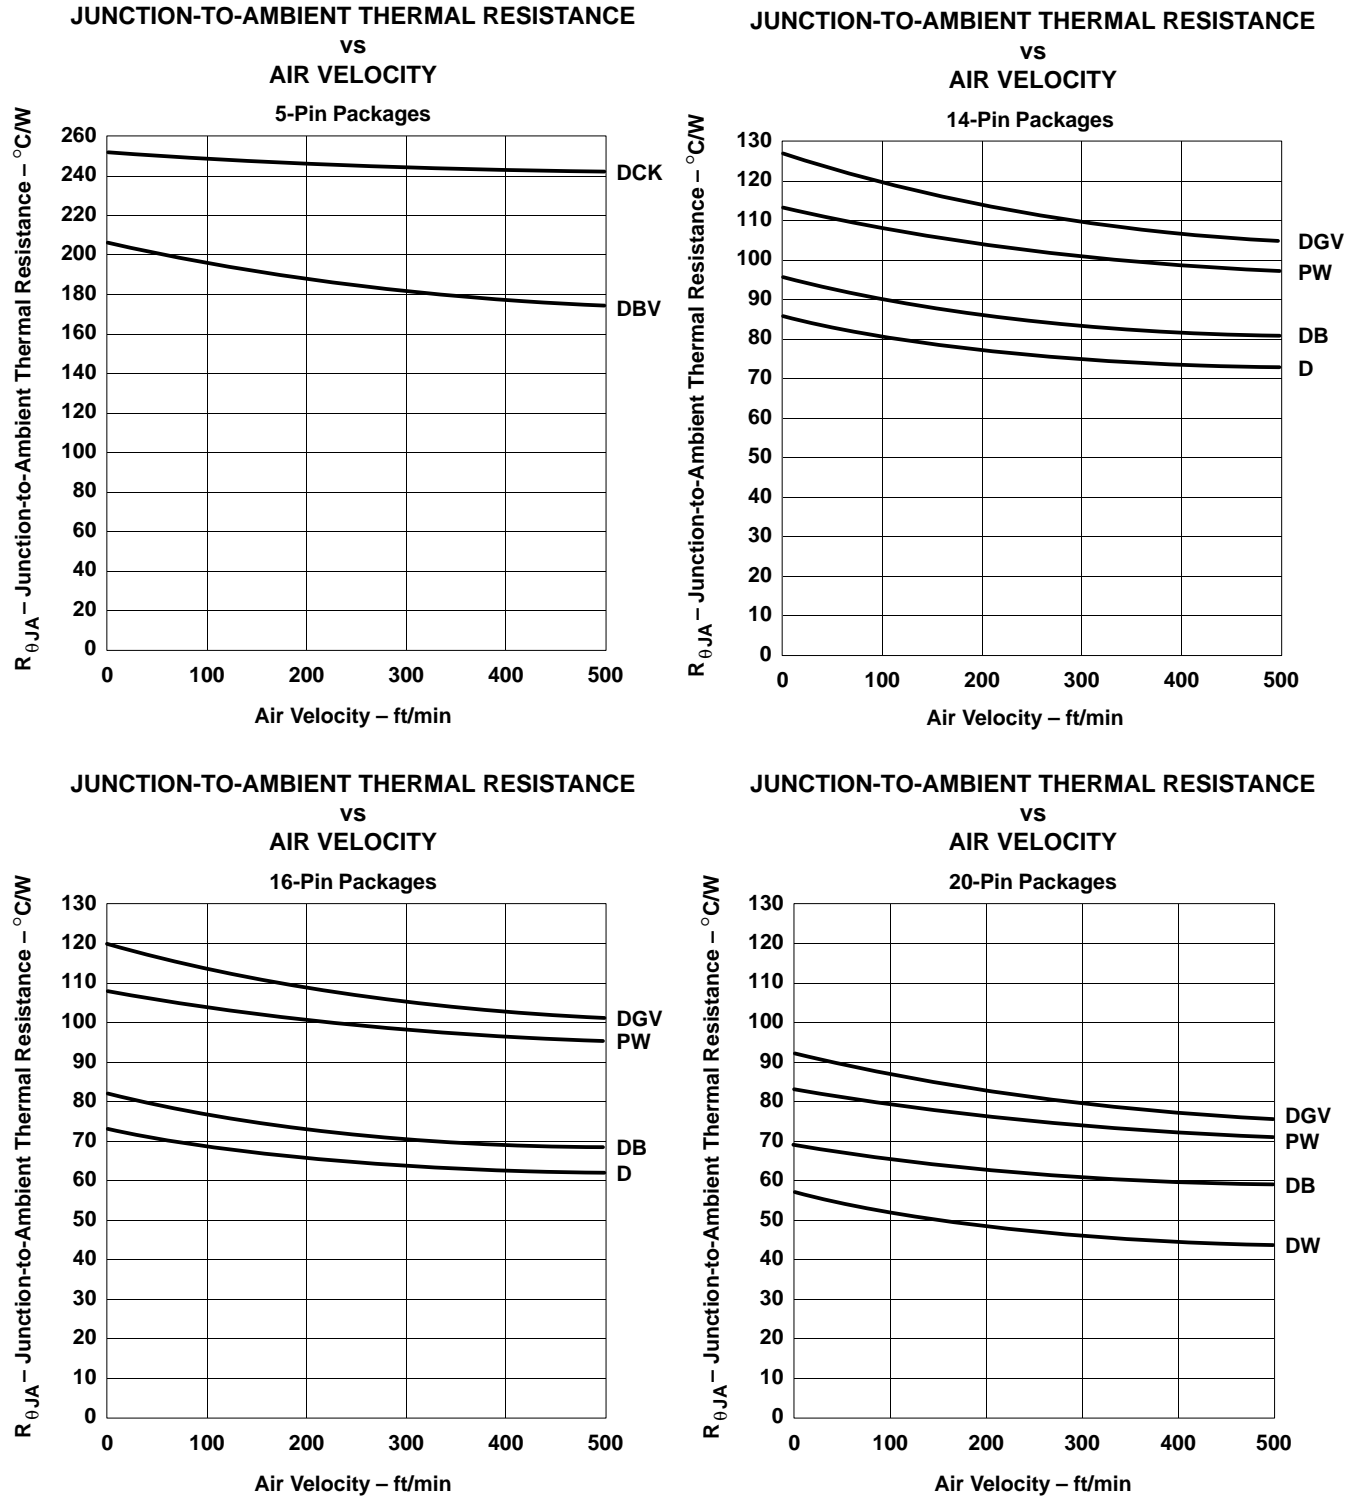 JUNCTION-TO-AMBIENT THERMAL RESISTANCE
vs
AIR VELOCITY
5-Pin Packages
RθJA – Junction-to-Ambient Thermal Resistance – °C/W
260
240
220
200
180
160
140
120
100
80
60
40
20
0
DCK
DBV
0 100 200 300 400 500
Air Velocity – ft/min
JUNCTION-TO-AMBIENT THERMAL RESISTANCE
vs
AIR VELOCITY
14-Pin Packages
RθJA – Junction-to-Ambient Thermal Resistance – °C/W
130
120
110
100
90
80
70
60
50
40
30
20
10
0
DGV
PW
DB
D
0 100 200 300 400 500
Air Velocity – ft/min
JUNCTION-TO-AMBIENT THERMAL RESISTANCE
vs
AIR VELOCITY
16-Pin Packages
RθJA – Junction-to-Ambient Thermal Resistance – °C/W
130
120
110
100
90
80
70
60
50
40
30
20
10
0
DGV
PW
DB
D
0 100 200 300 400 500
Air Velocity – ft/min
JUNCTION-TO-AMBIENT THERMAL RESISTANCE
vs
AIR VELOCITY
20-Pin Packages
RθJA – Junction-to-Ambient Thermal Resistance – °C/W
130
120
110
100
90
80
70
60
50
40
30
20
10
0
DGV
PW
DB
DW
0 100 200 300 400 500
Air Velocity – ft/min